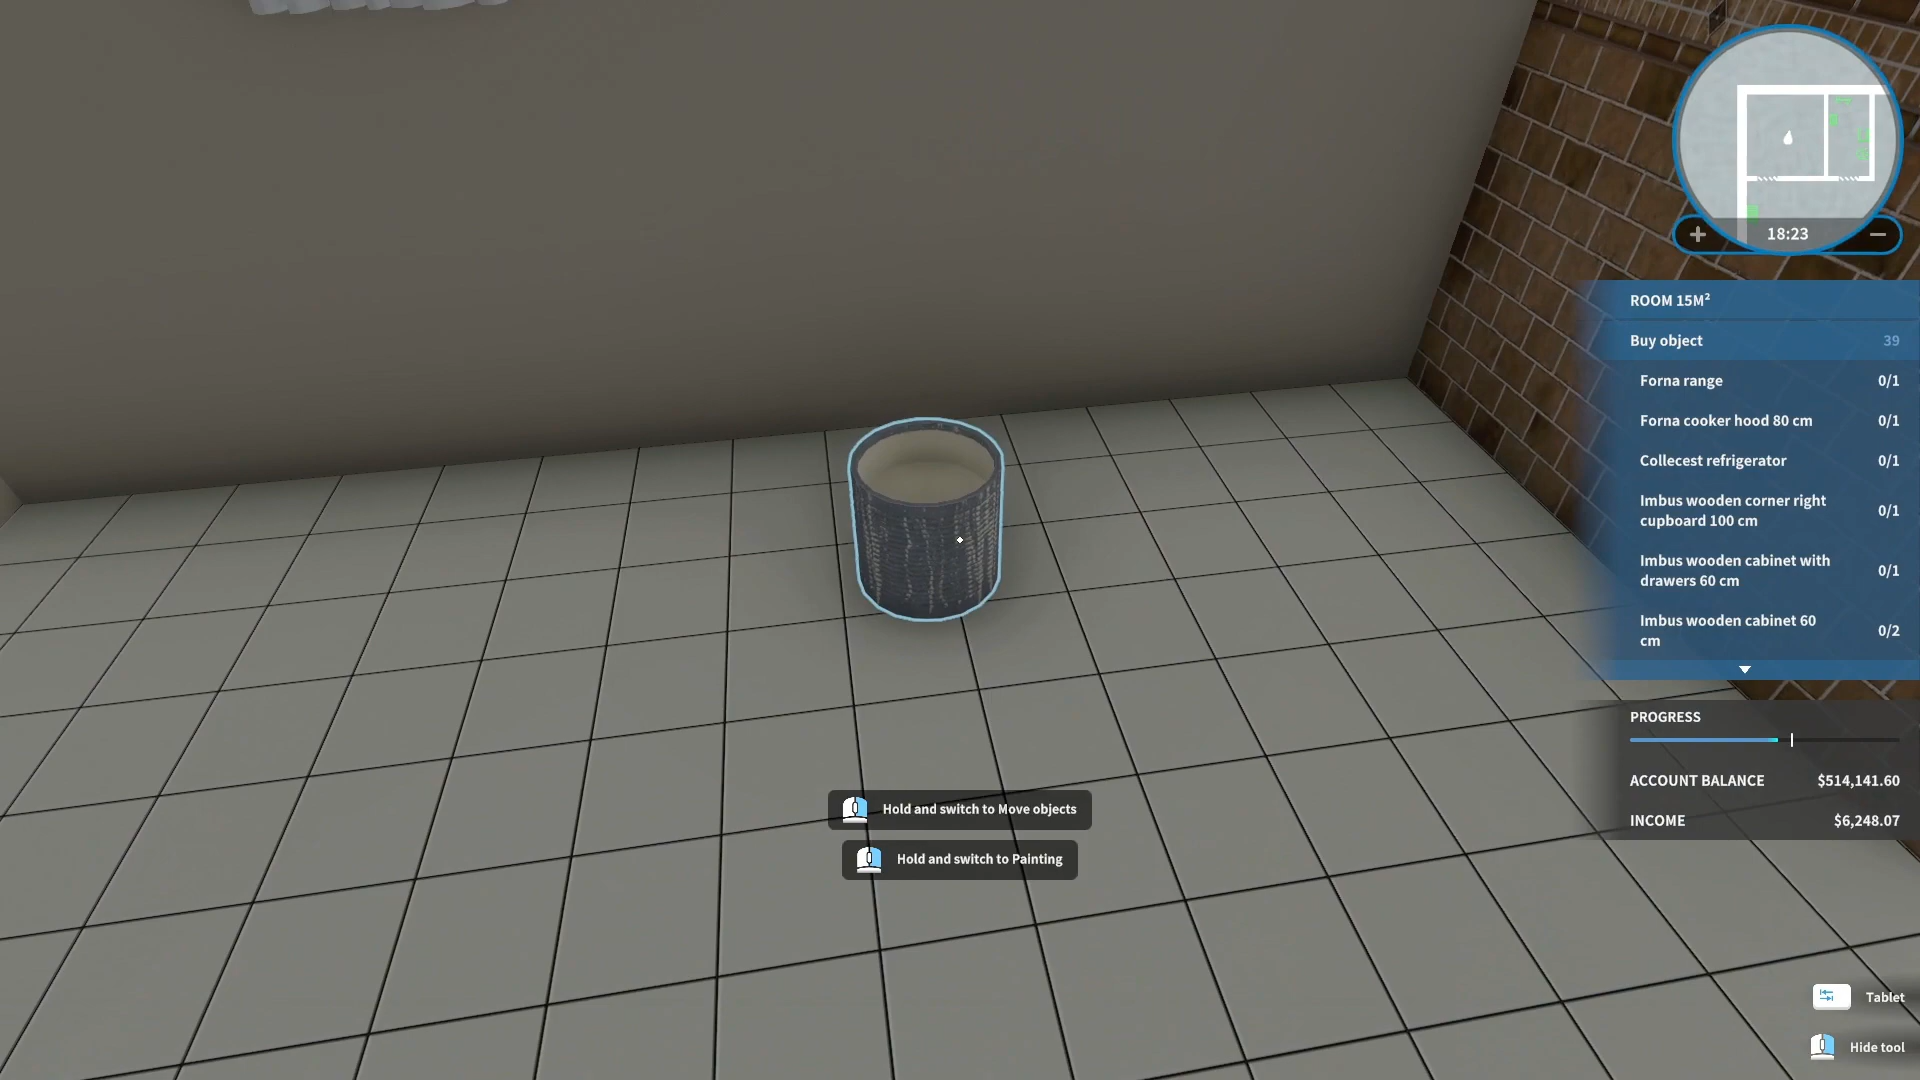 18:23
ROOM 15M²
Buy object 39
Forna range 0/1
Forna cooker hood 80 cm 0/1
Collecest refrigerator 0/1
Imbus wooden corner right
cupboard 100 cm 0/1
Imbus wooden cabinet with
drawers 60 cm 0/1
Imbus wooden cabinet 60
cm 0/2
PROGRESS
ACCOUNT BALANCE $514,141.60
INCOME $6,248.07
Hold and switch to Move objects
Hold and switch to Painting
Tablet
Hide tool